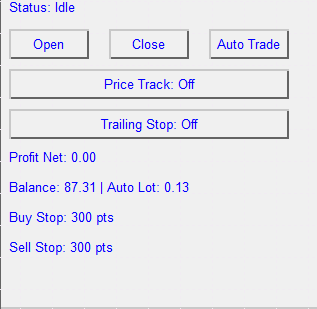 Status: Idle
Open Close Auto Trade
Price Track: Off
Trailing Stop: Off
Profit Net: 0.00
Balance: 87.31 | Auto Lot: 0.13
Buy Stop: 300 pts
Sell Stop: 300 pts